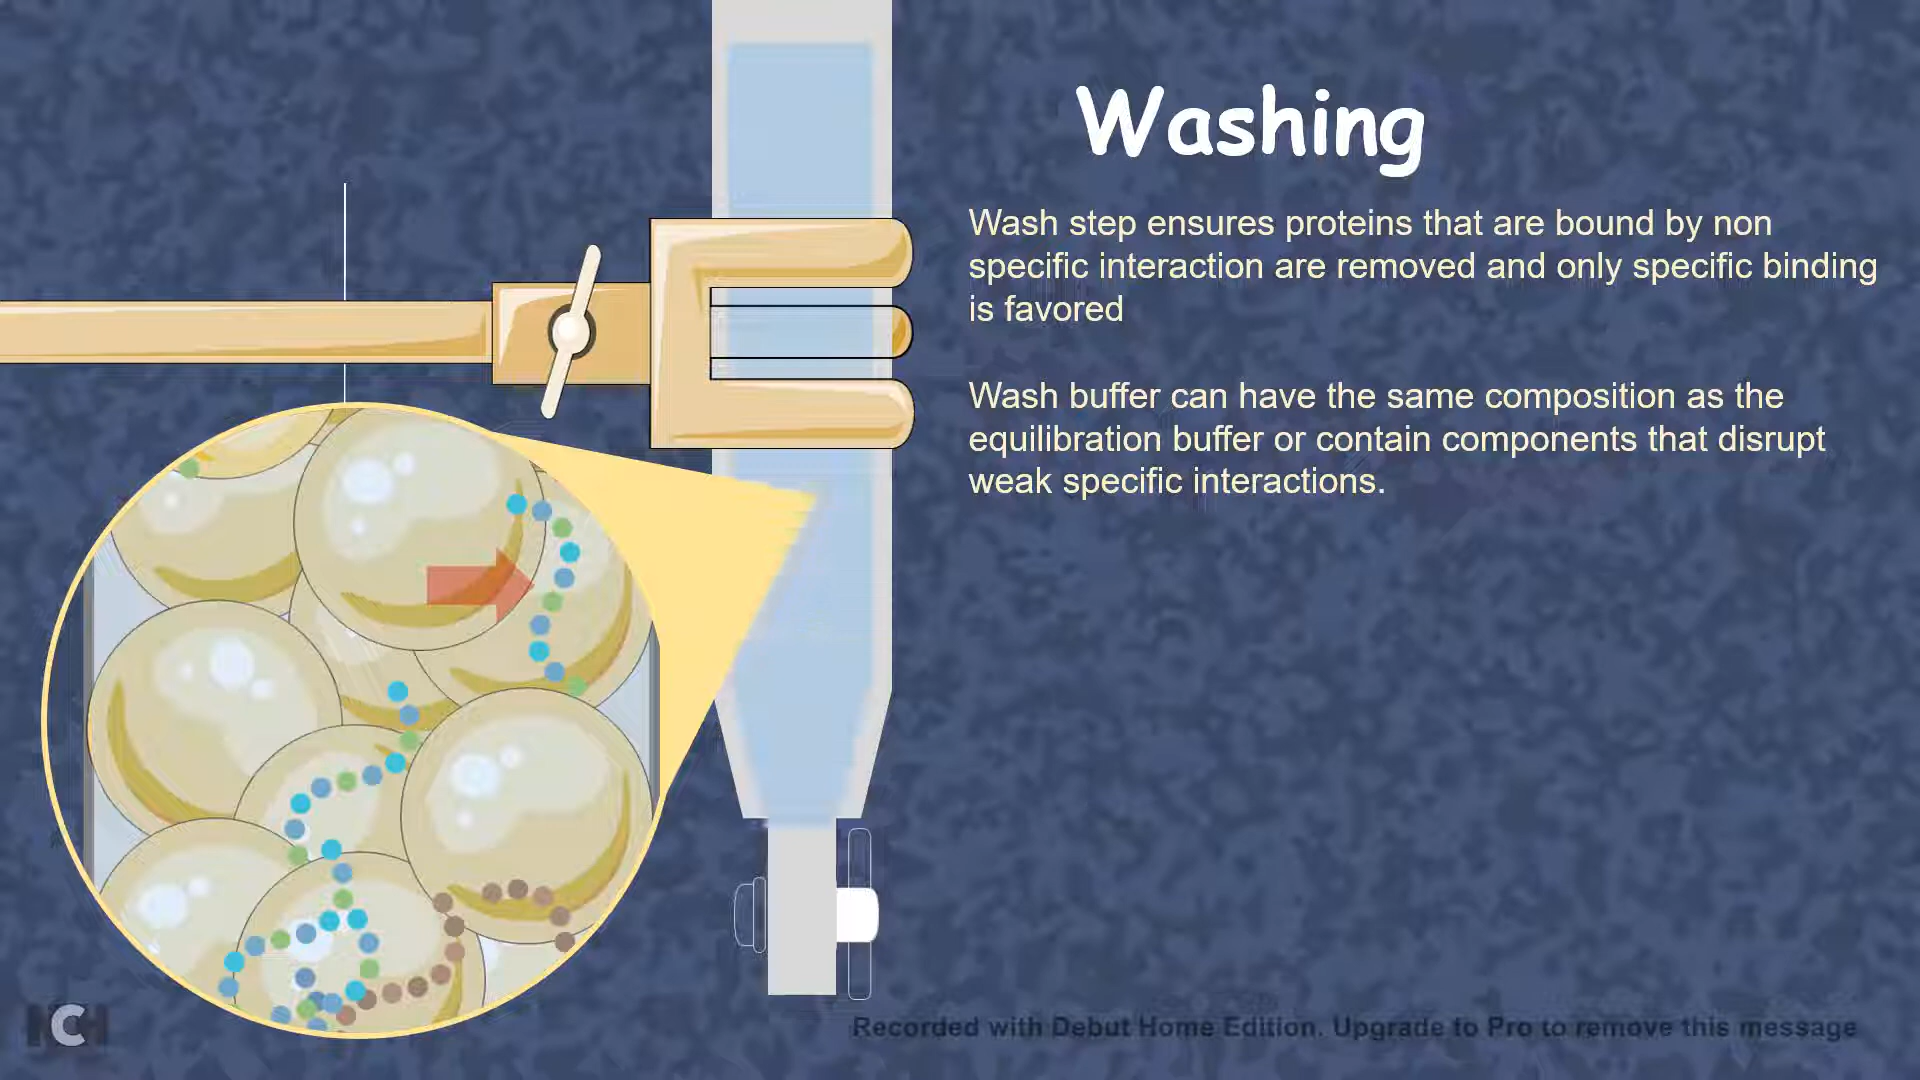 Washing
Wash step ensures proteins that are bound by non
specific interaction are removed and only specific binding
is favored
Wash buffer can have the same composition as the
equilibration buffer or contain components that disrupt
weak specific interactions.
NCH
Recorded with Debut Home Edition. Upgrade to Pro to remove this message